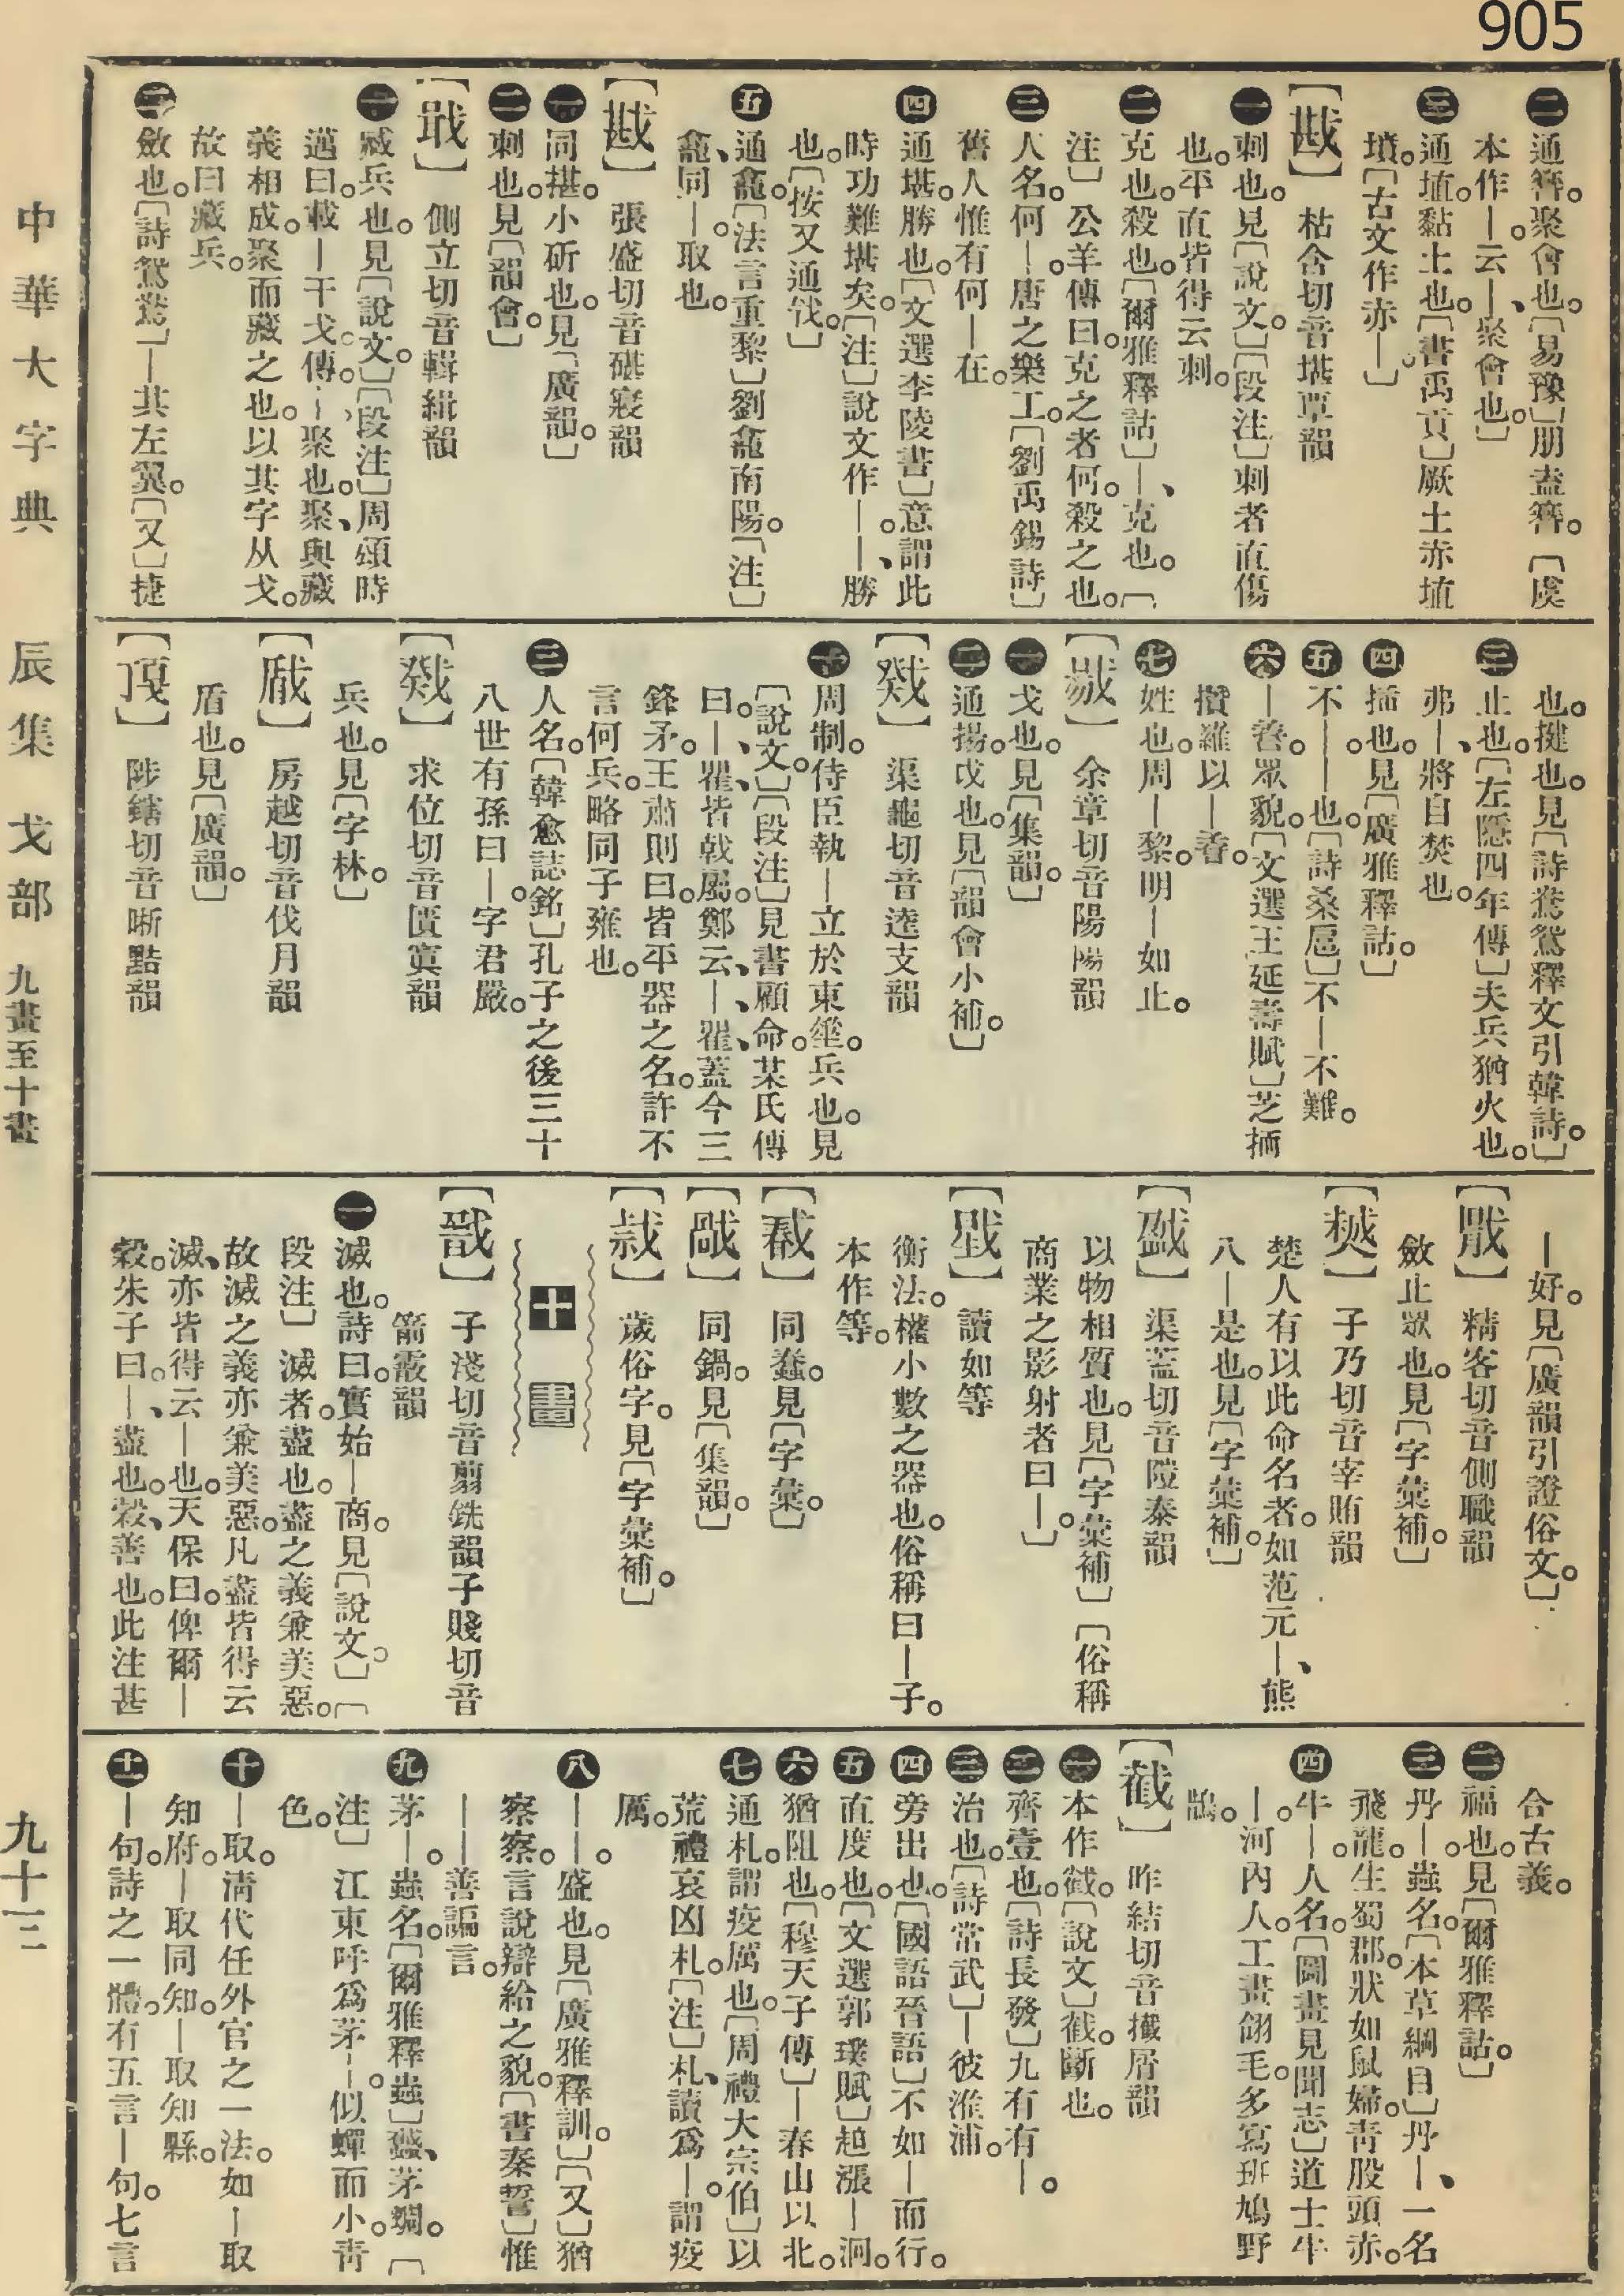 905
中華大字典 辰集 戈部 九畫至十畫 九十三
㊁通簪。聚會也。〔易豫〕朋盍簪。〔虞
本作｜。云｜、聚會也。〕
㊂通埴。黏土也。〔書禹貢〕厥土赤埴
墳。〔古文作赤｜。〕
【戡】 枯含切音堪覃韻
㊀刺也。見〔說文。〕〔段注〕刺者直傷
也。平直皆得云刺。
㊁克也。殺也。〔爾雅釋詁〕｜、克也。〔
注〕公羊傳曰。克之者何。殺之也。
㊂人名。何｜。唐之樂工。〔劉禹錫詩〕
舊人惟有何｜在。
㊃通堪。勝也。〔文選李陵書〕意謂此
時功難堪矣。〔注〕說文作｜。｜、勝
也。〔按又通㦰。〕
㊄通龕。〔法言重黎〕劉龕南陽。〔注〕
龕、同｜。取也。
【戡】 張盛切音碪寢韻
㊀同揕。小斫也。見〔廣韻。〕
㊁刺也。見〔韻會。〕
【戢】 側立切音輯緝韻
㊀臧兵也。見〔說文。〕〔段注〕周頌時
邁曰。載｜干戈。傳。｜、聚也。聚、與藏
義相成。聚而藏之也。以其字从戈。
故曰藏兵。
㊁斂也。〔詩鴛鴦〕｜其左翼。〔又〕捷
也。揵也。見〔詩鴛鴦釋文引韓詩。〕
㊂止也。〔左隱四年傳〕夫兵猶火也。
弗｜、將自焚也。
㊃插也。見〔廣雅釋詁。〕
㊄不｜。｜也。〔詩桑扈〕不｜不難。
㊅｜㚔。眾貌。〔文選王延壽賦〕芝栭
攢羅以｜㚔。
㊆姓也。周｜黎。明｜如止。
【㦹】 余章切音陽陽韻
㊀戈也。見〔集韻。〕
㊁通揚。戉也。見〔韻會小補。〕
【戣】 渠龜切音逵支韻
㊀周制。侍臣執｜立於東垂。兵也。見
〔說文。〕〔段注〕見書顧命。某氏傳
曰。｜、瞿、皆戟屬。鄭云、｜、瞿、蓋今三
鋒矛。王肅則曰。皆平器之名。許不
言何兵。略同子雍也。
㊂人名。〔韓愈誌銘〕孔子之後三十
八世有孫曰｜。字君嚴。
【戣】 求位切音匱寘韻
兵也。見〔字林。〕
【瞂】 房越切音伐月韻
盾也。見〔廣韻。〕
【戛】 陟鎋切音哳黠韻
｜好。見〔廣韻引證俗文。〕
精客切音側職韻
斂止眾也。見〔字彙補。〕
子乃切音宰賄韻
楚人有以此命名者。如范元｜、熊
八｜是也。見〔字彙補。〕
渠蓋切音隑泰韻
以物相質也。見〔字彙補〕〔俗稱
商業之影射者曰｜。〕
讀如等
衡法。權小數之器也。俗稱曰｜子。
本作等。
同蠢。見〔字彙。〕
同鍋。見〔集韻。〕
歲俗字。見〔字彙補。〕
十畫
【戩】 子淺切音翦銑韻子賤切音
箭霰韻
㊀滅也。詩曰。實始｜商。見〔說文。〕〔
段注〕滅者。盡也。盡之義兼美惡。
故滅之義亦兼美惡。凡盡皆得云
滅、亦皆得云｜也。天保曰。俾爾｜
穀。朱子曰。｜、盡也。穀、善也。此注甚
合古義。
㊁福也。見〔爾雅釋詁。〕
㊂丹｜。蟲名。〔本草綱目〕丹｜、一名
飛龍。生蜀郡。狀如鼠婦。青股頭赤。
㊃牛｜。人名。〔圖畫見聞志〕道士牛
｜。河內人。工畫翎毛。多寫班鳩野
鵲。
【截】 昨結切音巀屑韻
㊀本作䤿。〔說文〕䤿。斷也。
㊁齊壹也。〔詩長發〕九有有｜。
㊂治也。〔詩常武〕｜彼淮浦。
㊃旁出也。〔國語晉語〕不如｜而行。
㊄直度也。〔文選郭璞賦〕㴑漲｜泂。
㊅猶阻也。〔穆天子傳〕｜春山以北。
㊆通札。謂疫厲也。〔周禮大宗伯〕以
荒禮哀凶札。〔注〕札、讀爲｜。謂疫
厲。
㊇｜｜。盛也。見〔廣雅釋訓。〕〔又〕猶
察察。言說辯給之貌。〔書秦誓〕惟
｜｜善諞言。
㊈茅｜。蟲名。〔爾雅釋蟲〕蠽、茅蜩。〔
注〕江東呼爲茅｜。似蟬而小。青
色。
㊉｜取。清代任外官之一法。如｜取
知府。｜取同知。｜取知縣。
十一｜句。詩之一體。有五言｜句。七言